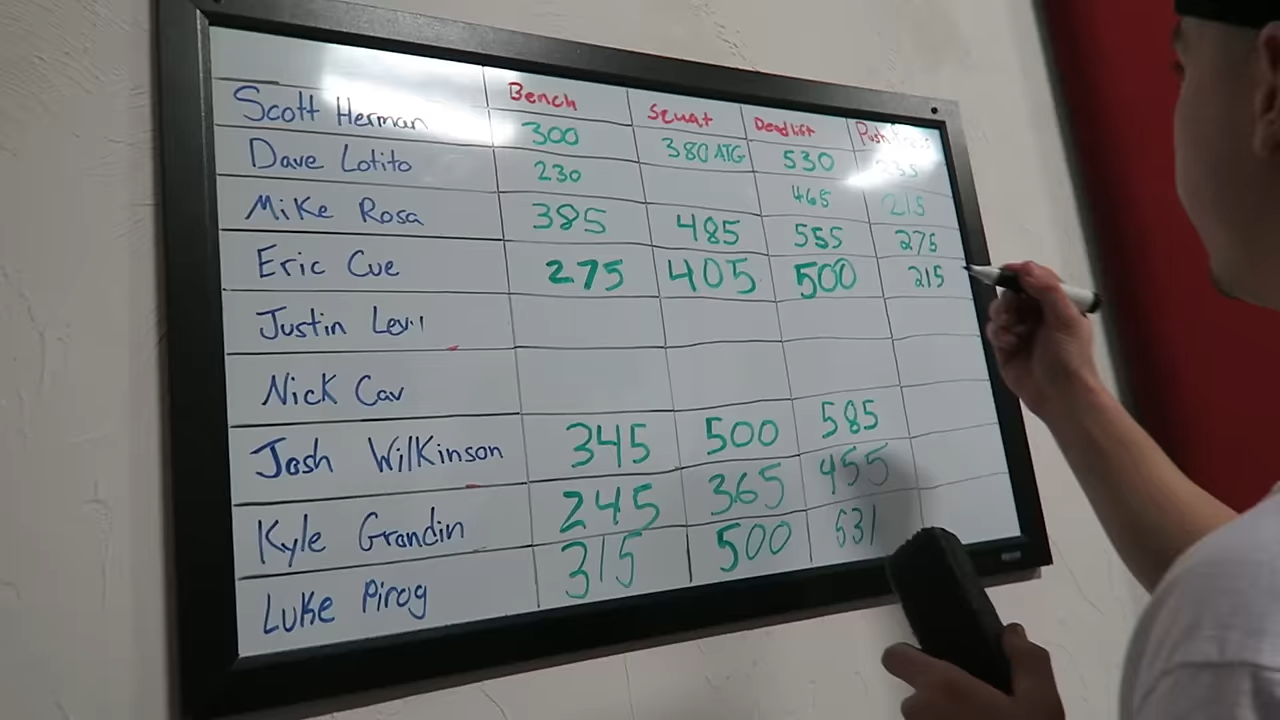 Bench Squat Deadlift
Scott Herman 300 380 ATG 530
Dave Lotito 230 465 215
Mike Rosa 385 485 555 275
Eric Cue 275 405 500 215
Justin
Nick Cav
Josh Wilkinson 345 500 585
Kyle Grandin 245 365 455
Luke Pirog 315 500 531